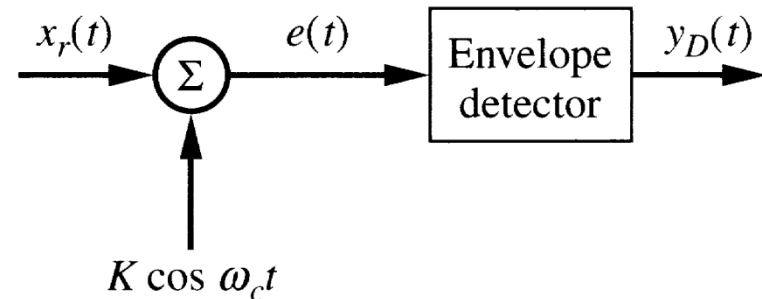 x_r(t)
e(t)
y_D(t)
Σ
Envelope
detector
K cos ω_c t